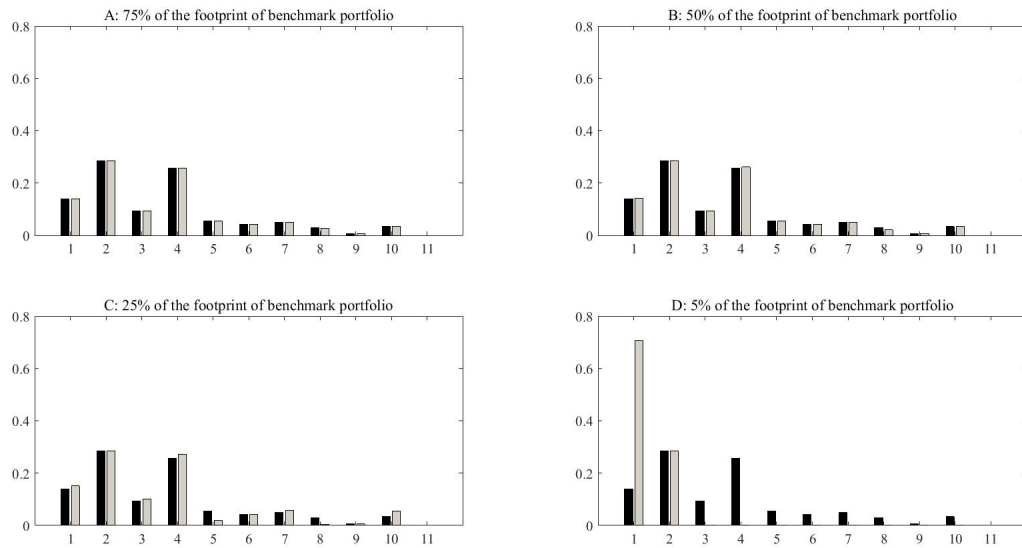 A: 75% of the footprint of benchmark portfolio
0.8
0.6
0.4
0.2
0
1 2 3 4 5 6 7 8 9 10 11
B: 50% of the footprint of benchmark portfolio
0.8
0.6
0.4
0.2
0
1 2 3 4 5 6 7 8 9 10 11
C: 25% of the footprint of benchmark portfolio
0.8
0.6
0.4
0.2
0
1 2 3 4 5 6 7 8 9 10 11
D: 5% of the footprint of benchmark portfolio
0.8
0.6
0.4
0.2
0
1 2 3 4 5 6 7 8 9 10 11